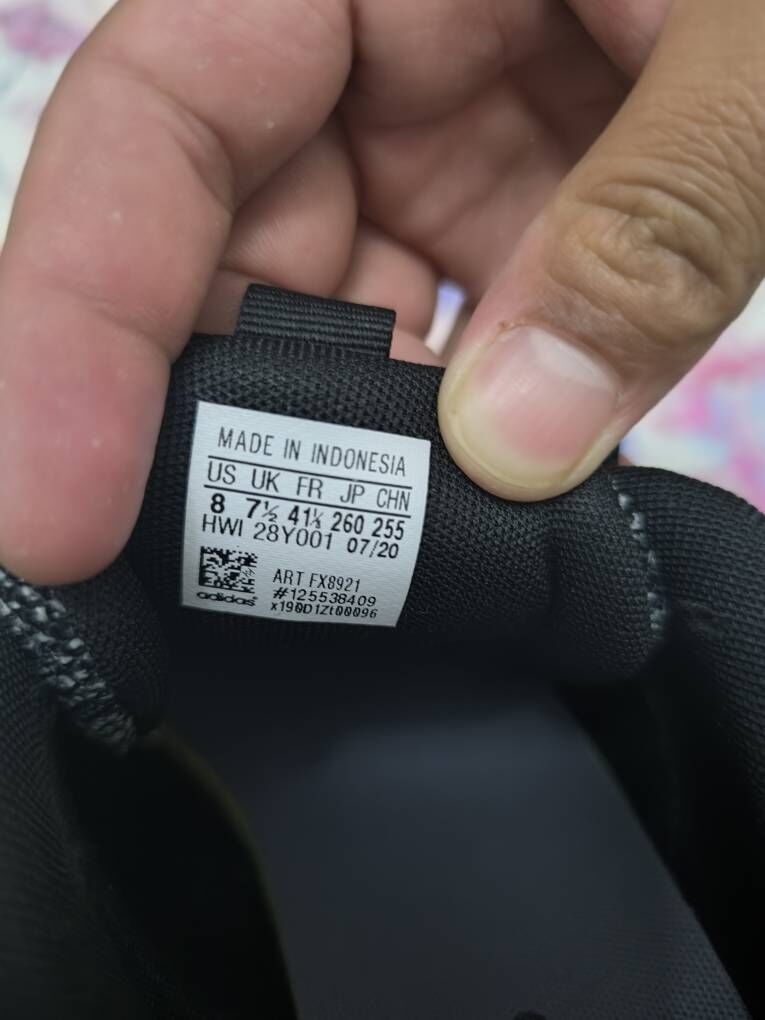 MADE IN INDONESIA
US UK FR JP CHN
8 7½ 41⅓ 260 255
HWI 28Y001 07/20
ART FX8921
#125538409
adidas x190D1Zt00096